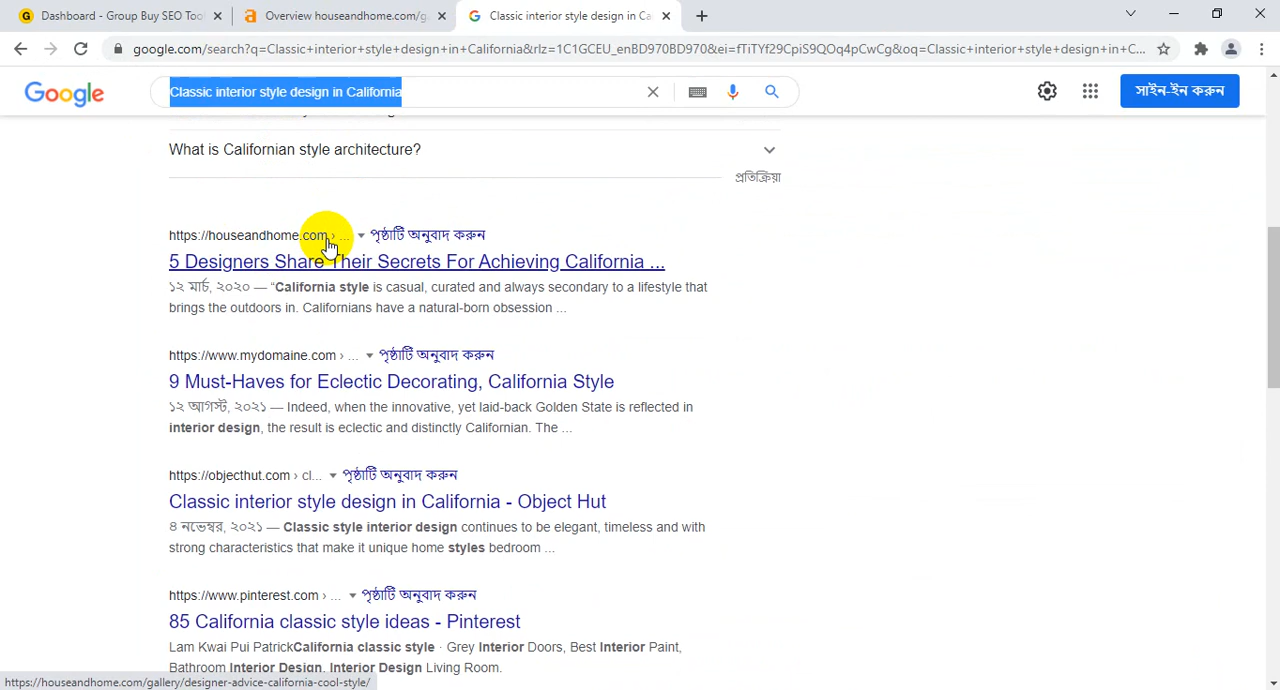 Dashboard - Group Buy SEO Tool
Overview houseandhome.com/g
Classic interior style design in Ca
google.com/search?q=Classic+interior+style+design+in+California&rlz=1C1GCEU_enBD970BD970&ei=fTiTYf29CpiS9QOq4pCwCg&oq=Classic+interior+style+design+in+C...
Google
Classic interior style design in California
সাইন-ইন করুন
What is Californian style architecture?
প্রতিক্রিয়া
https://houseandhome.com › ... পৃষ্ঠাটি অনুবাদ করুন
5 Designers Share Their Secrets For Achieving California ...
১২ মার্চ, ২০২০ — “California style is casual, curated and always secondary to a lifestyle that
brings the outdoors in. Californians have a natural-born obsession ...
https://www.mydomaine.com › ... পৃষ্ঠাটি অনুবাদ করুন
9 Must-Haves for Eclectic Decorating, California Style
১২ আগস্ট, ২০২১ — Indeed, when the innovative, yet laid-back Golden State is reflected in
interior design, the result is eclectic and distinctly Californian. The ...
https://objecthut.com › cl... পৃষ্ঠাটি অনুবাদ করুন
Classic interior style design in California - Object Hut
৪ নভেম্বর, ২০২১ — Classic style interior design continues to be elegant, timeless and with
strong characteristics that make it unique home styles bedroom ...
https://www.pinterest.com › ... পৃষ্ঠাটি অনুবাদ করুন
85 California classic style ideas - Pinterest
Lam Kwai Pui PatrickCalifornia classic style · Grey Interior Doors, Best Interior Paint,
Bathroom Interior Design, Interior Design Living Room.
https://houseandhome.com/gallery/designer-advice-california-cool-style/